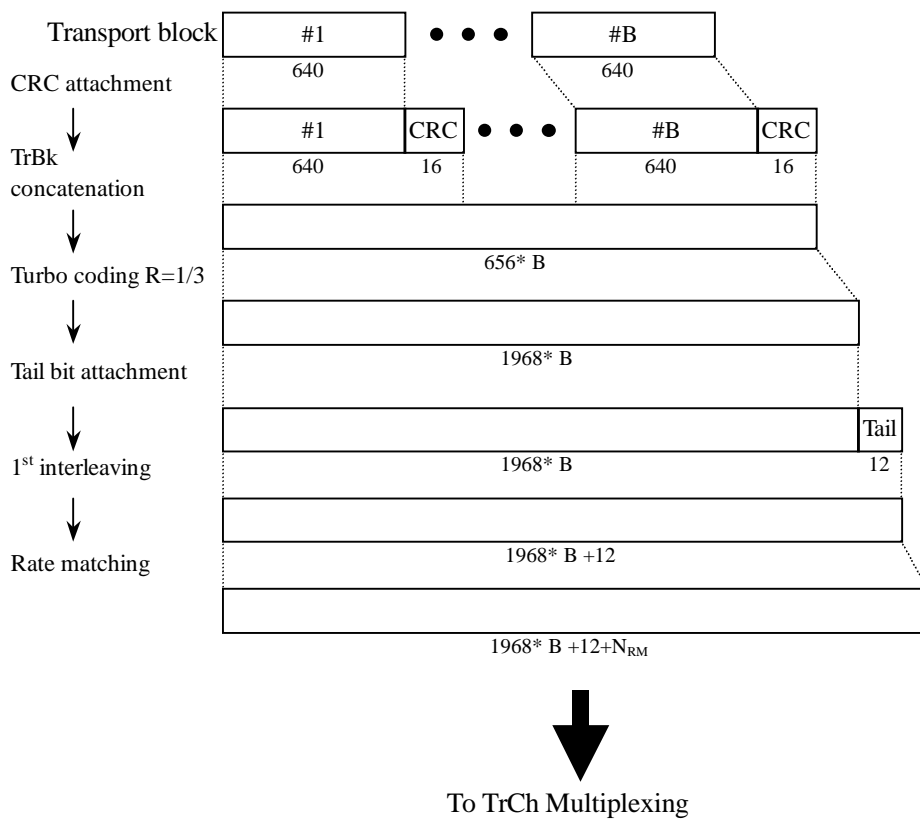 Transport block
#1
#B
640
640
CRC attachment
#1
CRC
#B
CRC
640
16
640
16
TrBk
concatenation
656* B
Turbo coding R=1/3
1968* B
Tail bit attachment
Tail
1968* B
12
1st interleaving
1968* B +12
Rate matching
1968* B +12+NRM
To TrCh Multiplexing